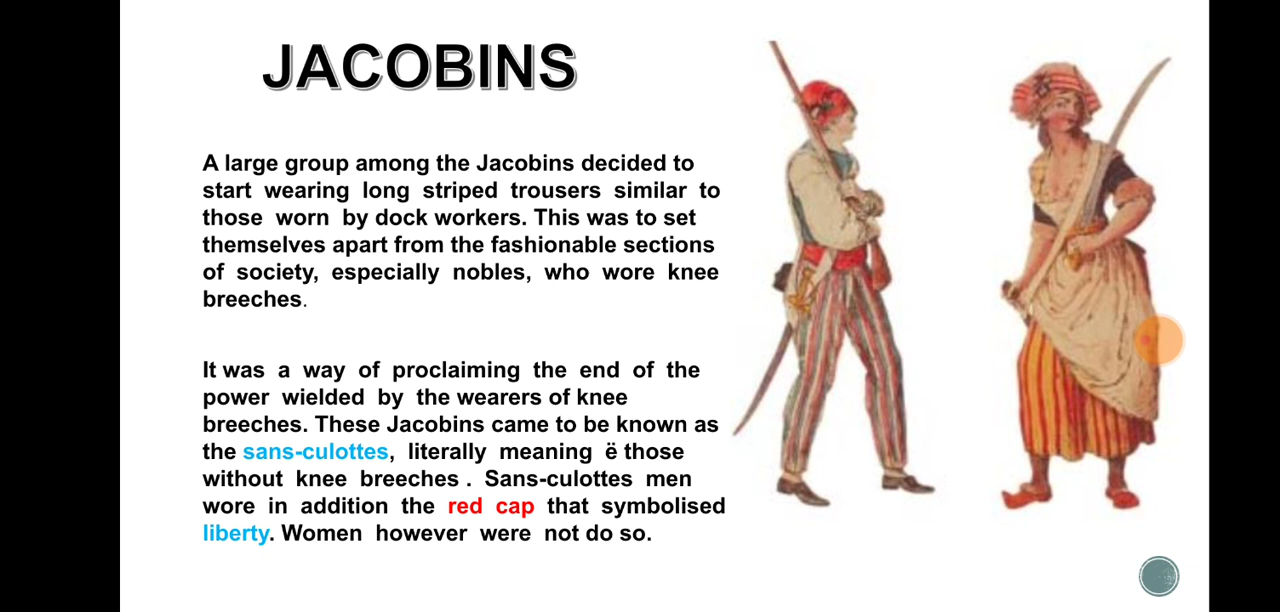 JACOBINS
A large group among the Jacobins decided to
start wearing long striped trousers similar to
those worn by dock workers. This was to set
themselves apart from the fashionable sections
of society, especially nobles, who wore knee
breeches.
It was a way of proclaiming the end of the
power wielded by the wearers of knee
breeches. These Jacobins came to be known as
the sans-culottes, literally meaning ë those
without knee breeches . Sans-culottes men
wore in addition the red cap that symbolised
liberty. Women however were not do so.